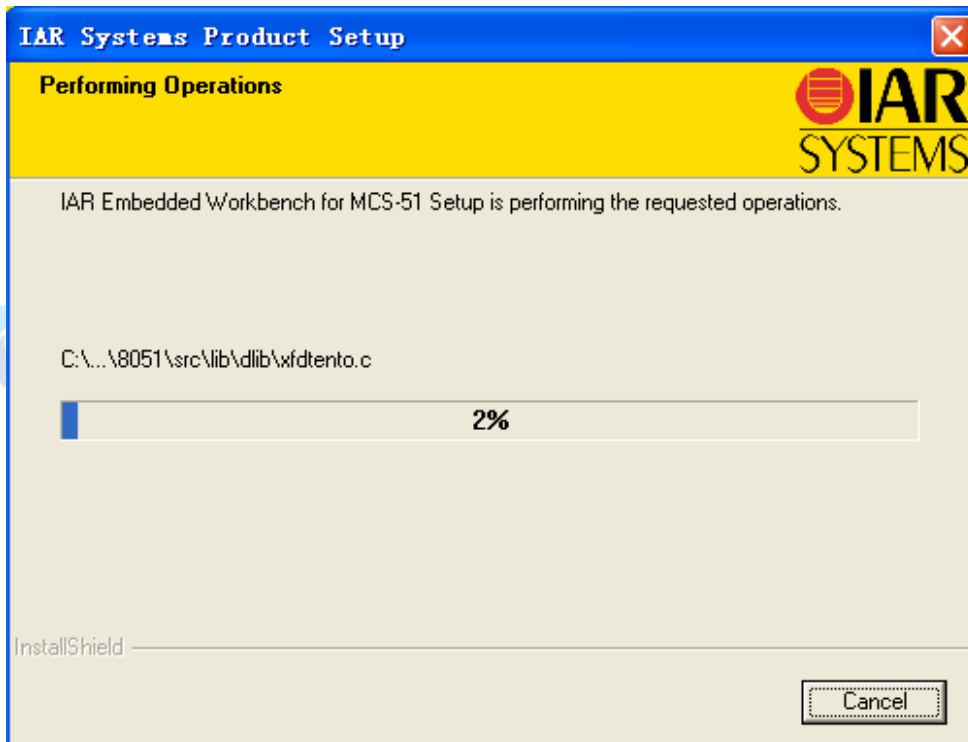 IAR Systems Product Setup
Performing Operations
IAR
SYSTEMS
IAR Embedded Workbench for MCS-51 Setup is performing the requested operations.
C:\...\8051\src\lib\dlib\xfdtento.c
2%
InstallShield
Cancel